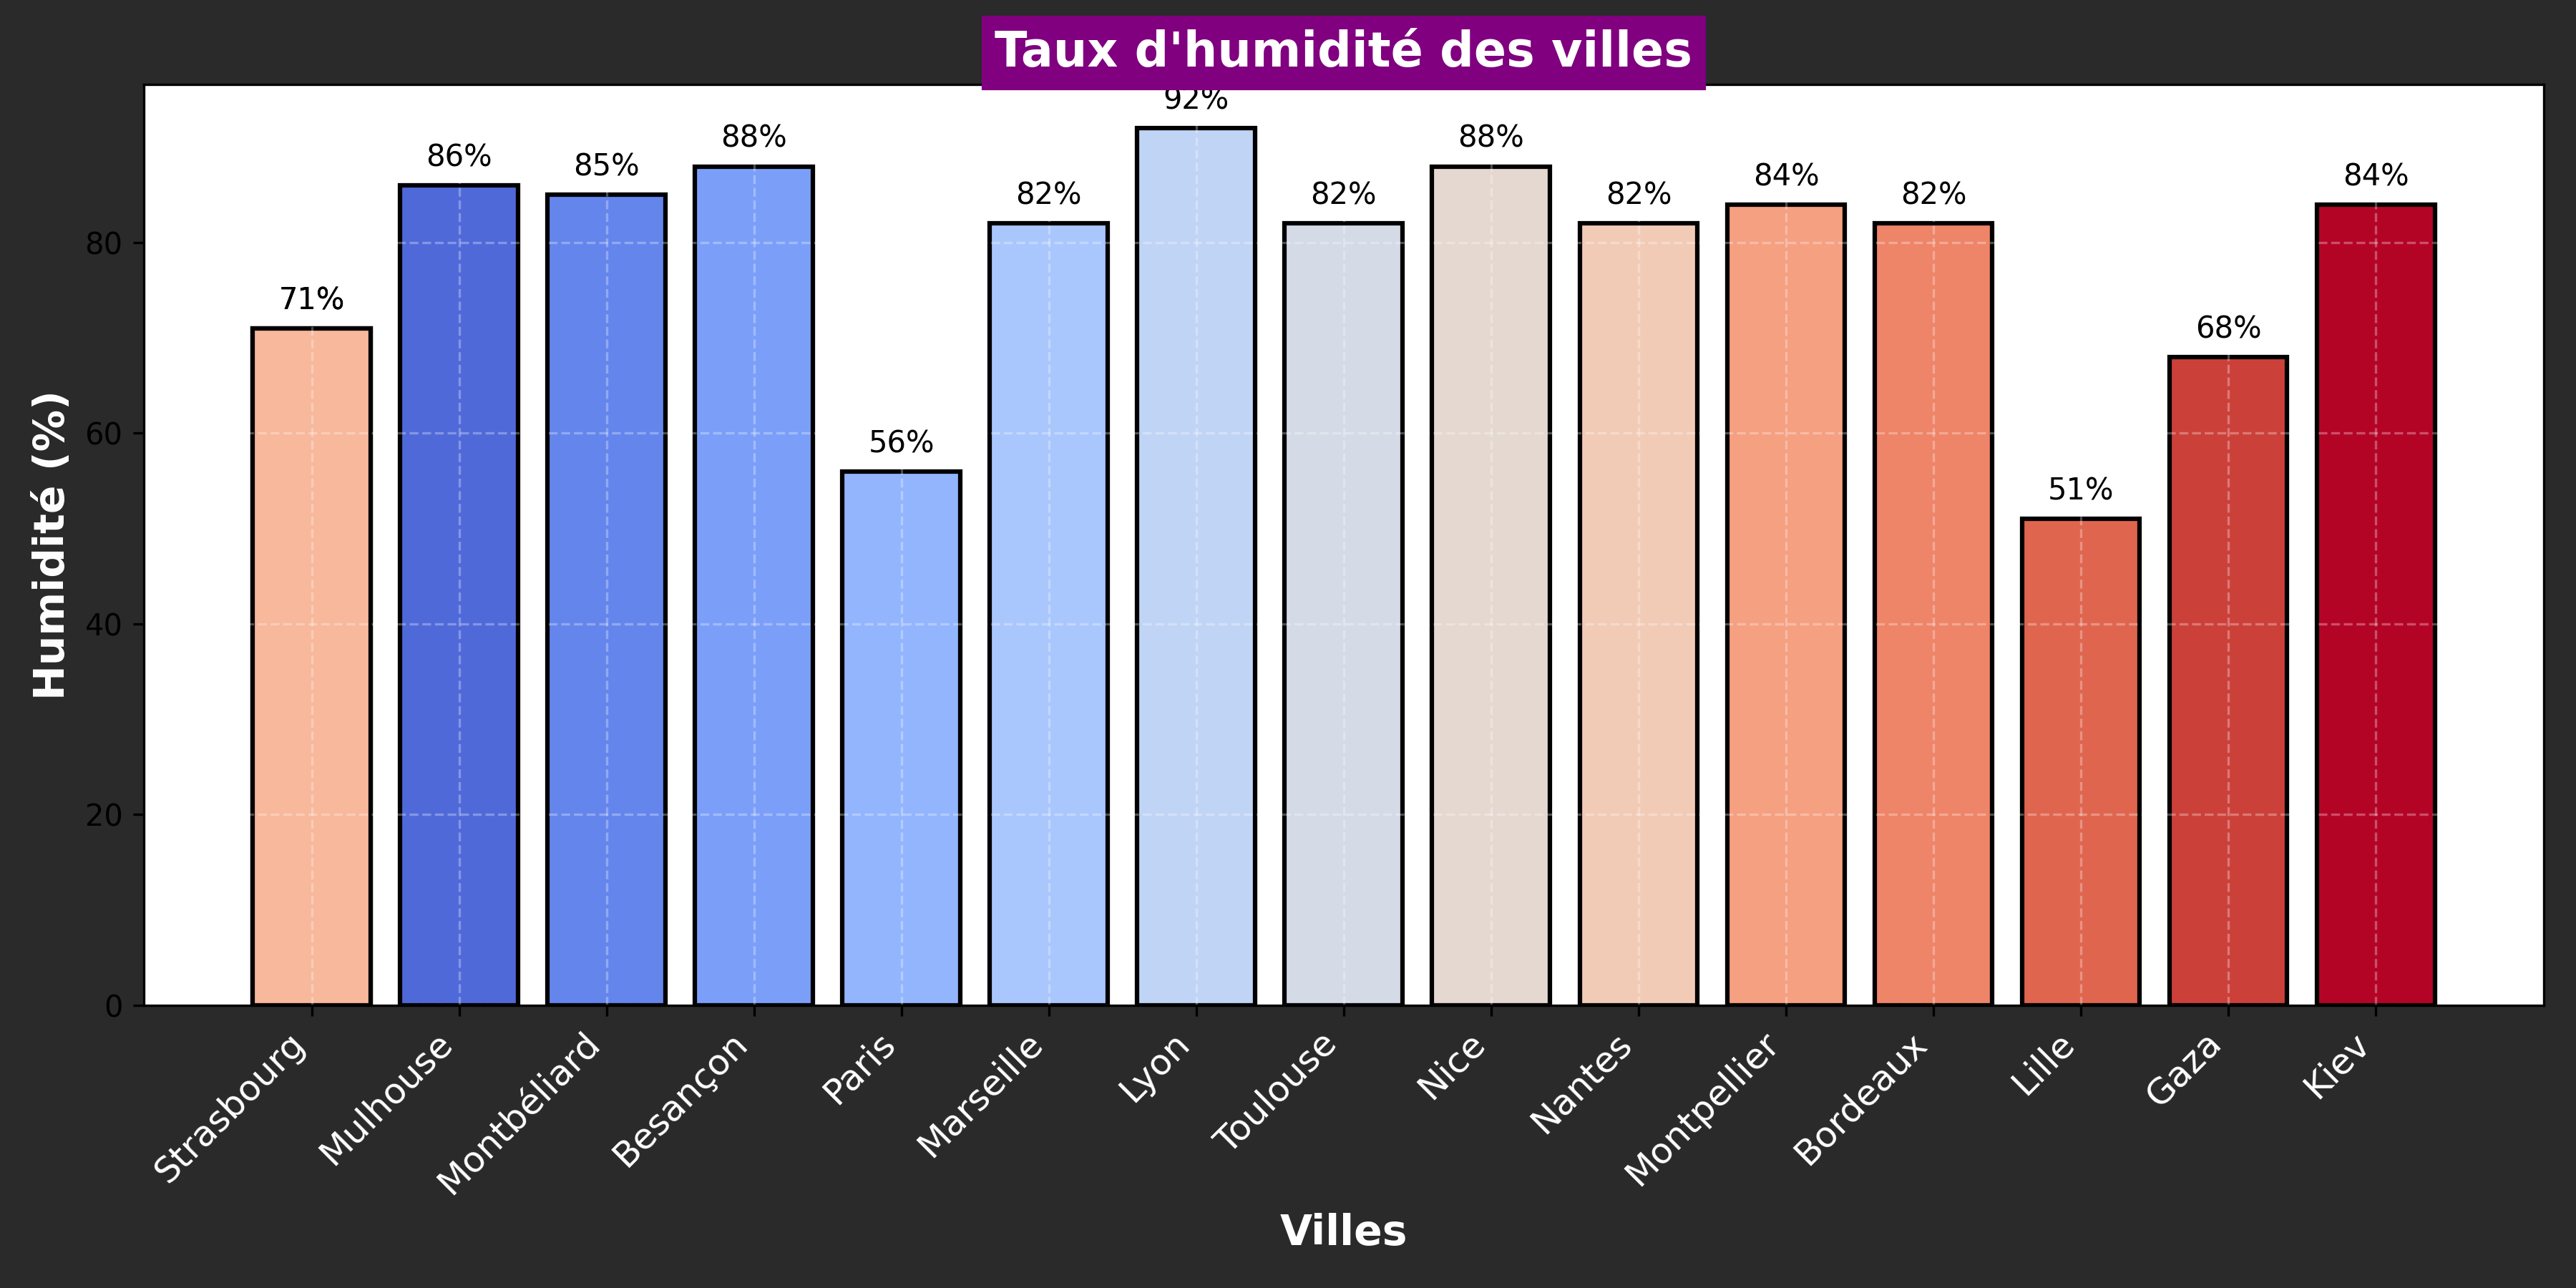 Taux d'humidité des villes
92%
88%
88%
86%
85%
84%
84%
82%
82%
82%
82%
71%
68%
56%
51%
Humidité (%)
80
60
40
20
0
Strasbourg
Mulhouse
Montbéliard
Besançon
Paris
Marseille
Lyon
Toulouse
Nice
Nantes
Montpellier
Bordeaux
Lille
Gaza
Kiev
Villes